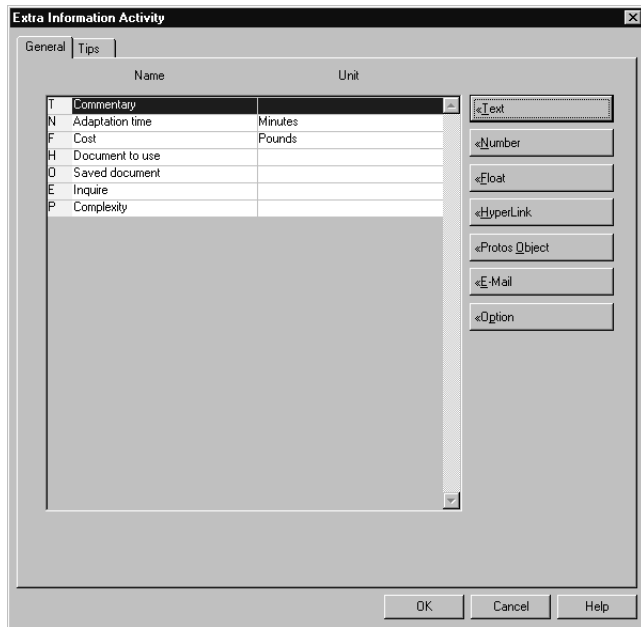 Extra Information Activity
General Tips
Name Unit
T Commentary
N Adaptation time Minutes
F Cost Pounds
H Document to use
O Saved document
E Inquire
P Complexity
«Text
«Number
«Float
«HyperLink
«Protos Object
«E-Mail
«Option
OK Cancel Help